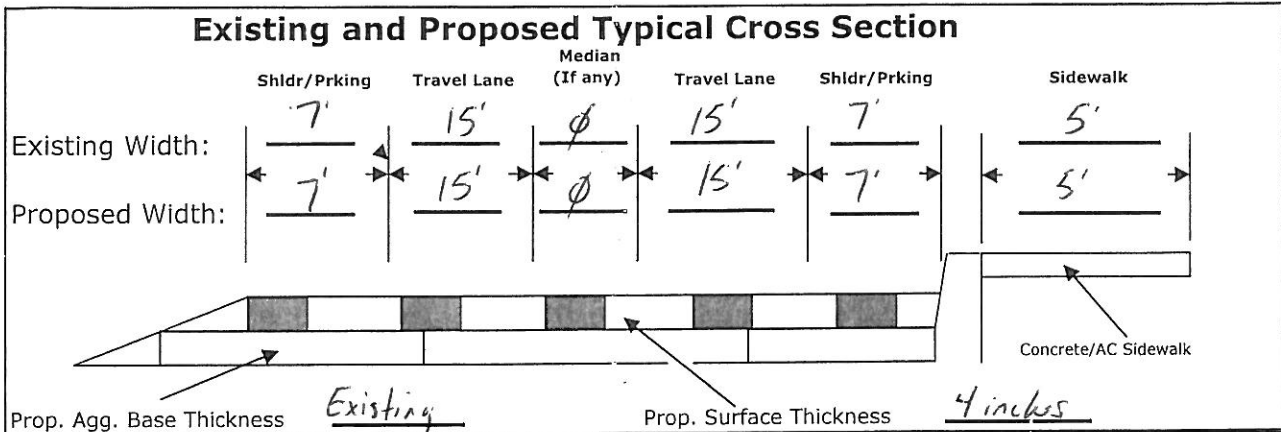 Existing and Proposed Typical Cross Section
Shldr/Prking Travel Lane Median (If any) Travel Lane Shldr/Prking Sidewalk
Existing Width: 7' 15' ∅ 15' 7' 5'
Proposed Width: 7' 15' ∅ 15' 7' 5'
Concrete/AC Sidewalk
Prop. Agg. Base Thickness Existing Prop. Surface Thickness 4 inches